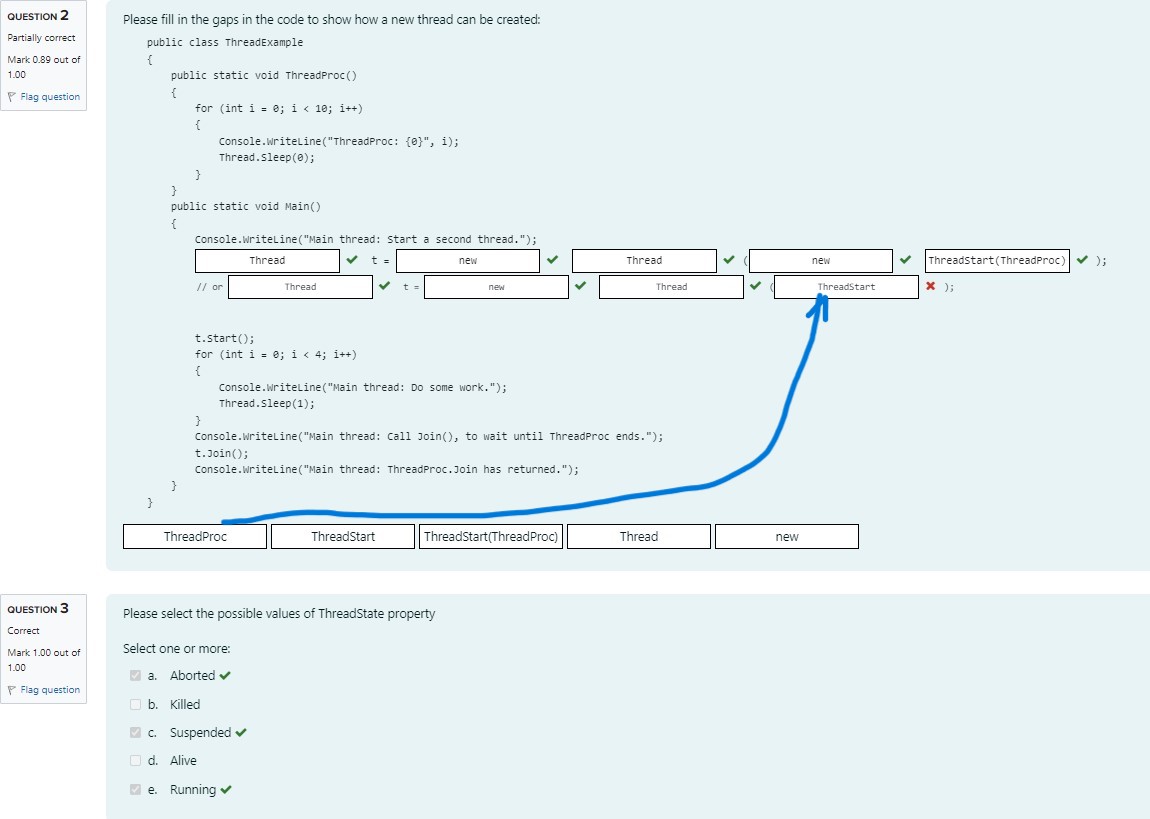 QUESTION 2
Partially correct
Mark 0.89 out of
1.00
Flag question
Please fill in the gaps in the code to show how a new thread can be created:
public class ThreadExample
{
public static void ThreadProc()
{
for (int i = 0; i < 10; i++)
{
Console.WriteLine("ThreadProc: {0}", i);
Thread.Sleep(0);
}
}
public static void Main()
{
Console.WriteLine("Main thread: Start a second thread.");
Thread t = new Thread ( new ThreadStart(ThreadProc) );
// or Thread t = new Thread ( ThreadStart );
t.Start();
for (int i = 0; i < 4; i++)
{
Console.WriteLine("Main thread: Do some work.");
Thread.Sleep(1);
}
Console.WriteLine("Main thread: Call Join(), to wait until ThreadProc ends.");
t.Join();
Console.WriteLine("Main thread: ThreadProc.Join has returned.");
}
}
ThreadProc ThreadStart ThreadStart(ThreadProc) Thread new
QUESTION 3
Correct
Mark 1.00 out of
1.00
Flag question
Please select the possible values of ThreadState property
Select one or more:
a. Aborted
b. Killed
c. Suspended
d. Alive
e. Running